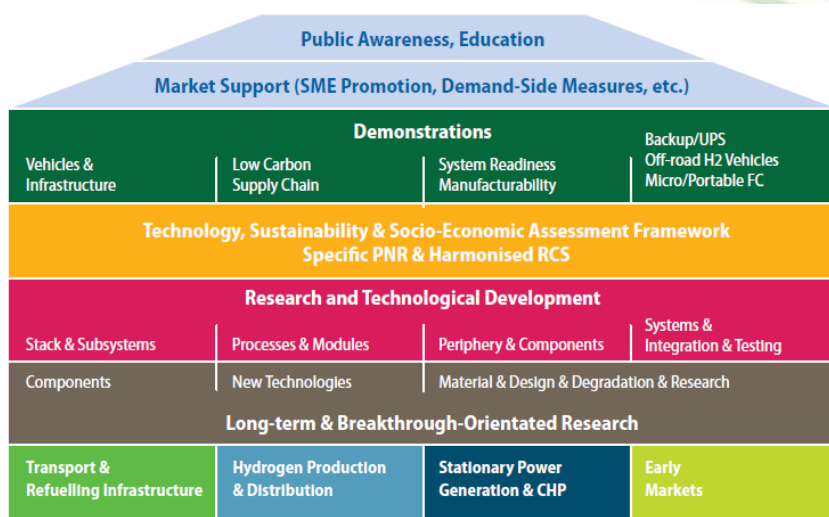 Public Awareness, Education
Market Support (SME Promotion, Demand-Side Measures, etc.)
Demonstrations
Vehicles &
Infrastructure
Low Carbon
Supply Chain
System Readiness
Manufacturability
Backup/UPS
Off-road H2 Vehicles
Micro/Portable FC
Technology, Sustainability & Socio-Economic Assessment Framework
Specific PNR & Harmonised RCS
Research and Technological Development
Stack & Subsystems
Processes & Modules
Periphery & Components
Systems &
Integration & Testing
Components
New Technologies
Material & Design & Degradation & Research
Long-term & Breakthrough-Orientated Research
Transport &
Refuelling Infrastructure
Hydrogen Production
& Distribution
Stationary Power
Generation & CHP
Early
Markets